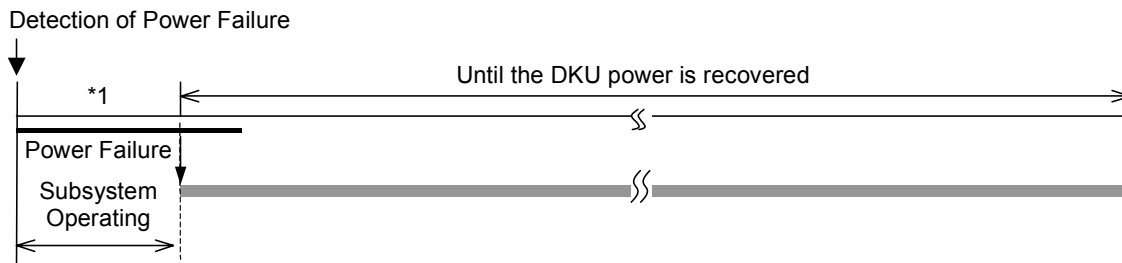 Detection of Power Failure
Until the DKU power is recovered
*1
Power Failure
Subsystem
Operating